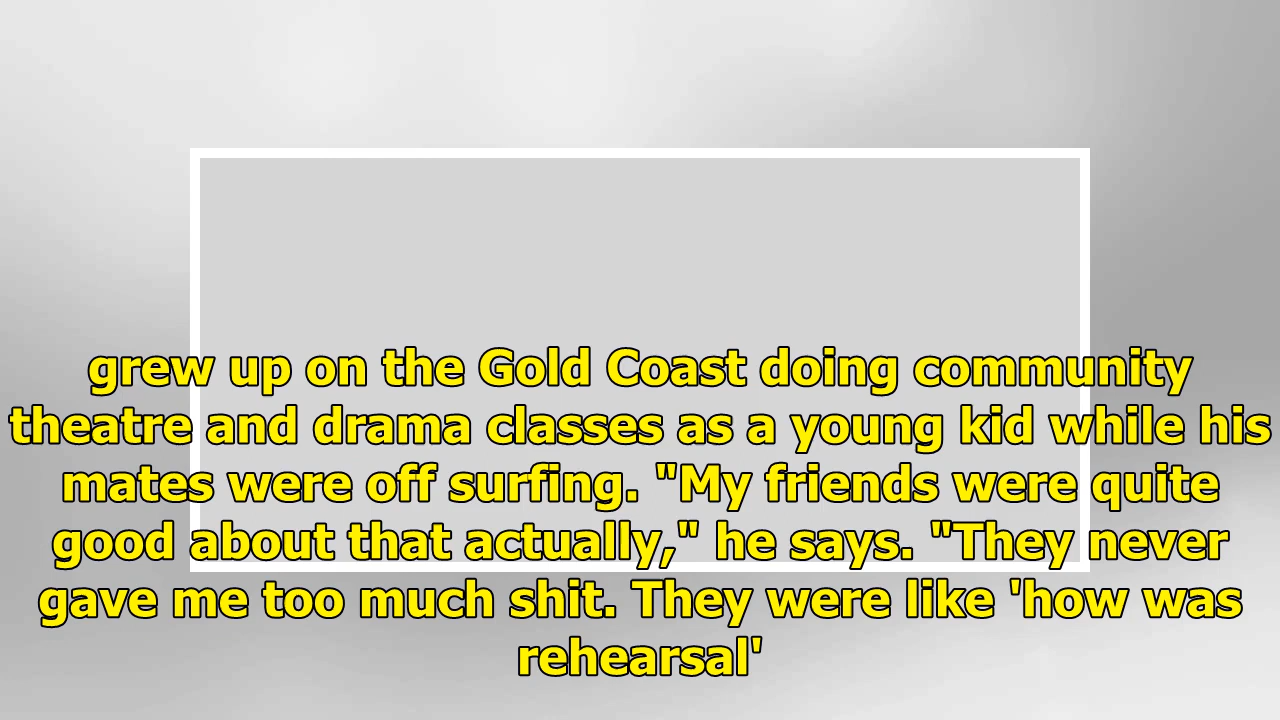 grew up on the Gold Coast doing community
theatre and drama classes as a young kid while his
mates were off surfing. "My friends were quite
good about that actually," he says. "They never
gave me too much shit. They were like 'how was
rehearsal'